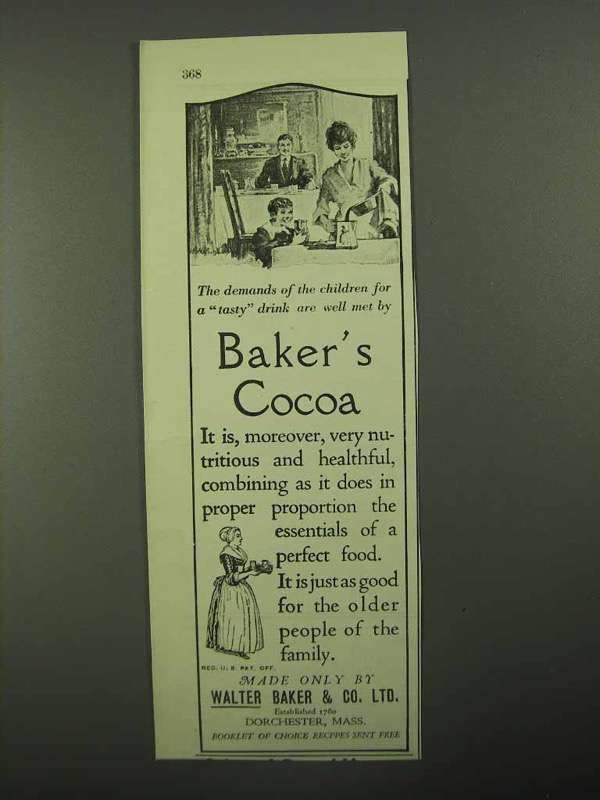 368
The demands of the children for
a "tasty" drink are well met by
Baker's
Cocoa
It is, moreover, very nu-
tritious and healthful,
combining as it does in
proper proportion the
essentials of a
perfect food.
It is just as good
for the older
people of the
family.
REG. U. S. PAT. OFF.
MADE ONLY BY
WALTER BAKER & CO. LTD.
Established 1780
DORCHESTER, MASS.
BOOKLET OF CHOICE RECIPES SENT FREE